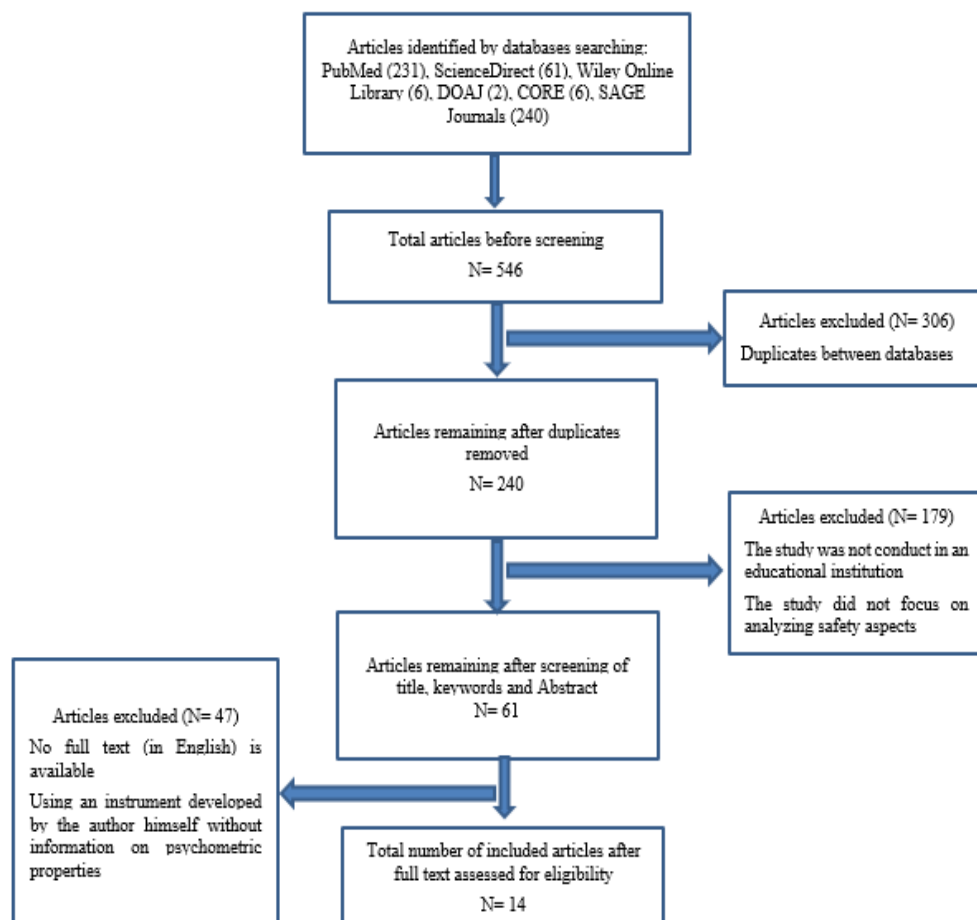 Articles identified by databases searching:
PubMed (231), ScienceDirect (61), Wiley Online
Library (6), DOAJ (2), CORE (6), SAGE
Journals (240)
Total articles before screening
N= 546
Articles excluded (N= 306)
Duplicates between databases
Articles remaining after duplicates
removed
N= 240
Articles excluded (N= 179)
The study was not conduct in an
educational institution
The study did not focus on
analyzing safety aspects
Articles remaining after screening of
title, keywords and Abstract
N= 61
Articles excluded (N= 47)
No full text (in English) is
available
Using an instrument developed
by the author himself without
information on psychometric
properties
Total number of included articles after
full text assessed for eligibility
N= 14